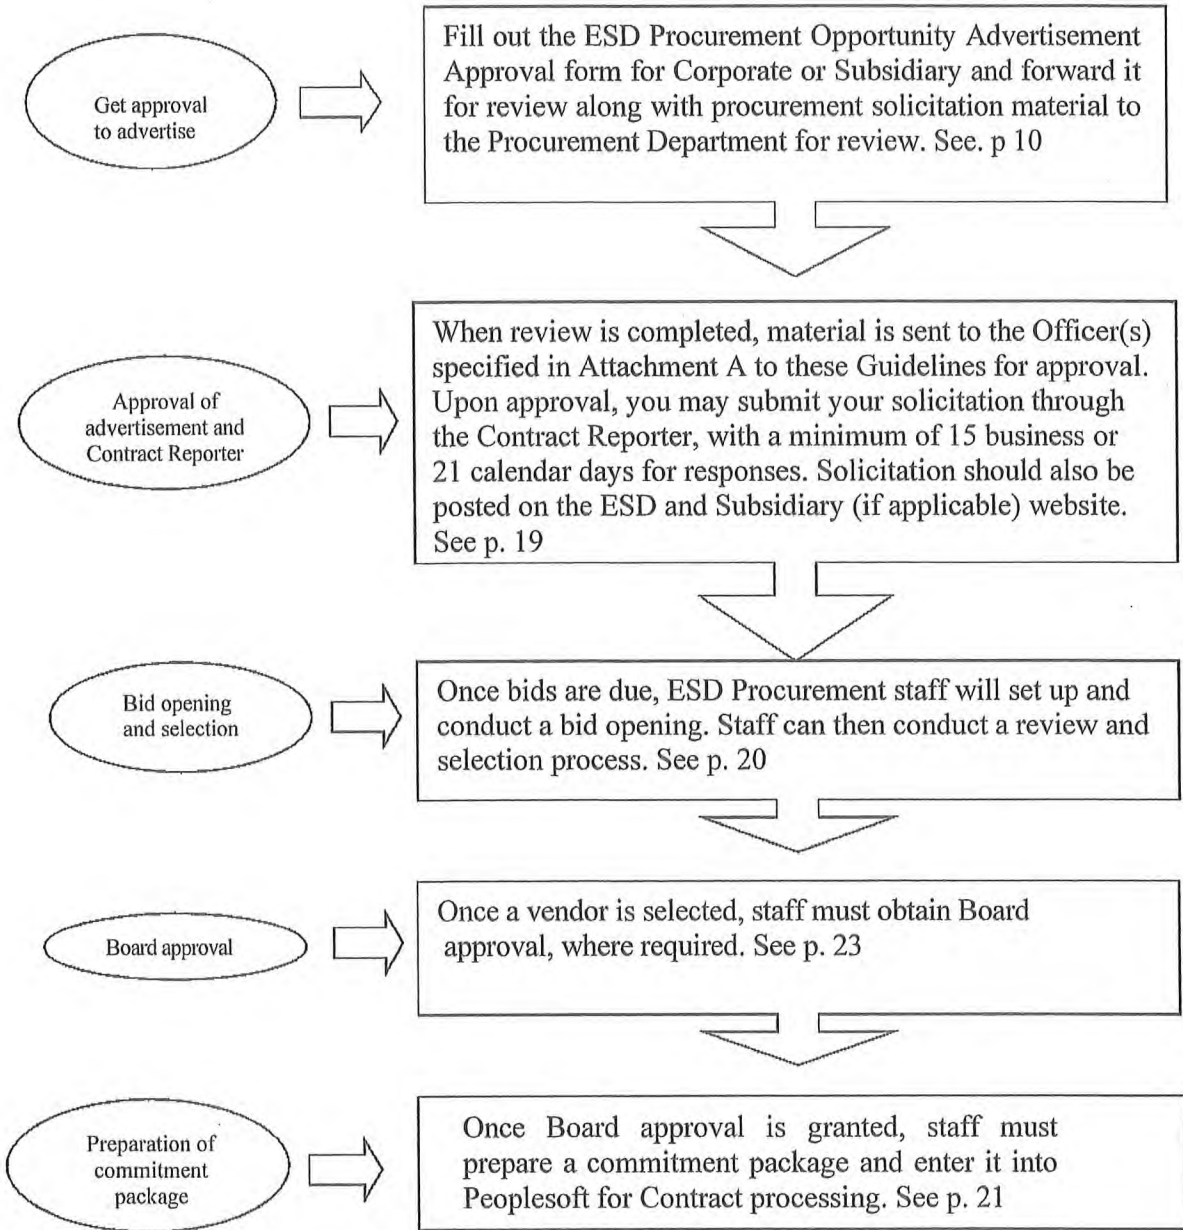 Get approval
to advertise
Fill out the ESD Procurement Opportunity Advertisement
Approval form for Corporate or Subsidiary and forward it
for review along with procurement solicitation material to
the Procurement Department for review. See. p 10
Approval of
advertisement and
Contract Reporter
When review is completed, material is sent to the Officer(s)
specified in Attachment A to these Guidelines for approval.
Upon approval, you may submit your solicitation through
the Contract Reporter, with a minimum of 15 business or
21 calendar days for responses. Solicitation should also be
posted on the ESD and Subsidiary (if applicable) website.
See p. 19
Bid opening
and selection
Once bids are due, ESD Procurement staff will set up and
conduct a bid opening. Staff can then conduct a review and
selection process. See p. 20
Board approval
Once a vendor is selected, staff must obtain Board
approval, where required. See p. 23
Preparation of
commitment
package
Once Board approval is granted, staff must
prepare a commitment package and enter it into
Peoplesoft for Contract processing. See p. 21